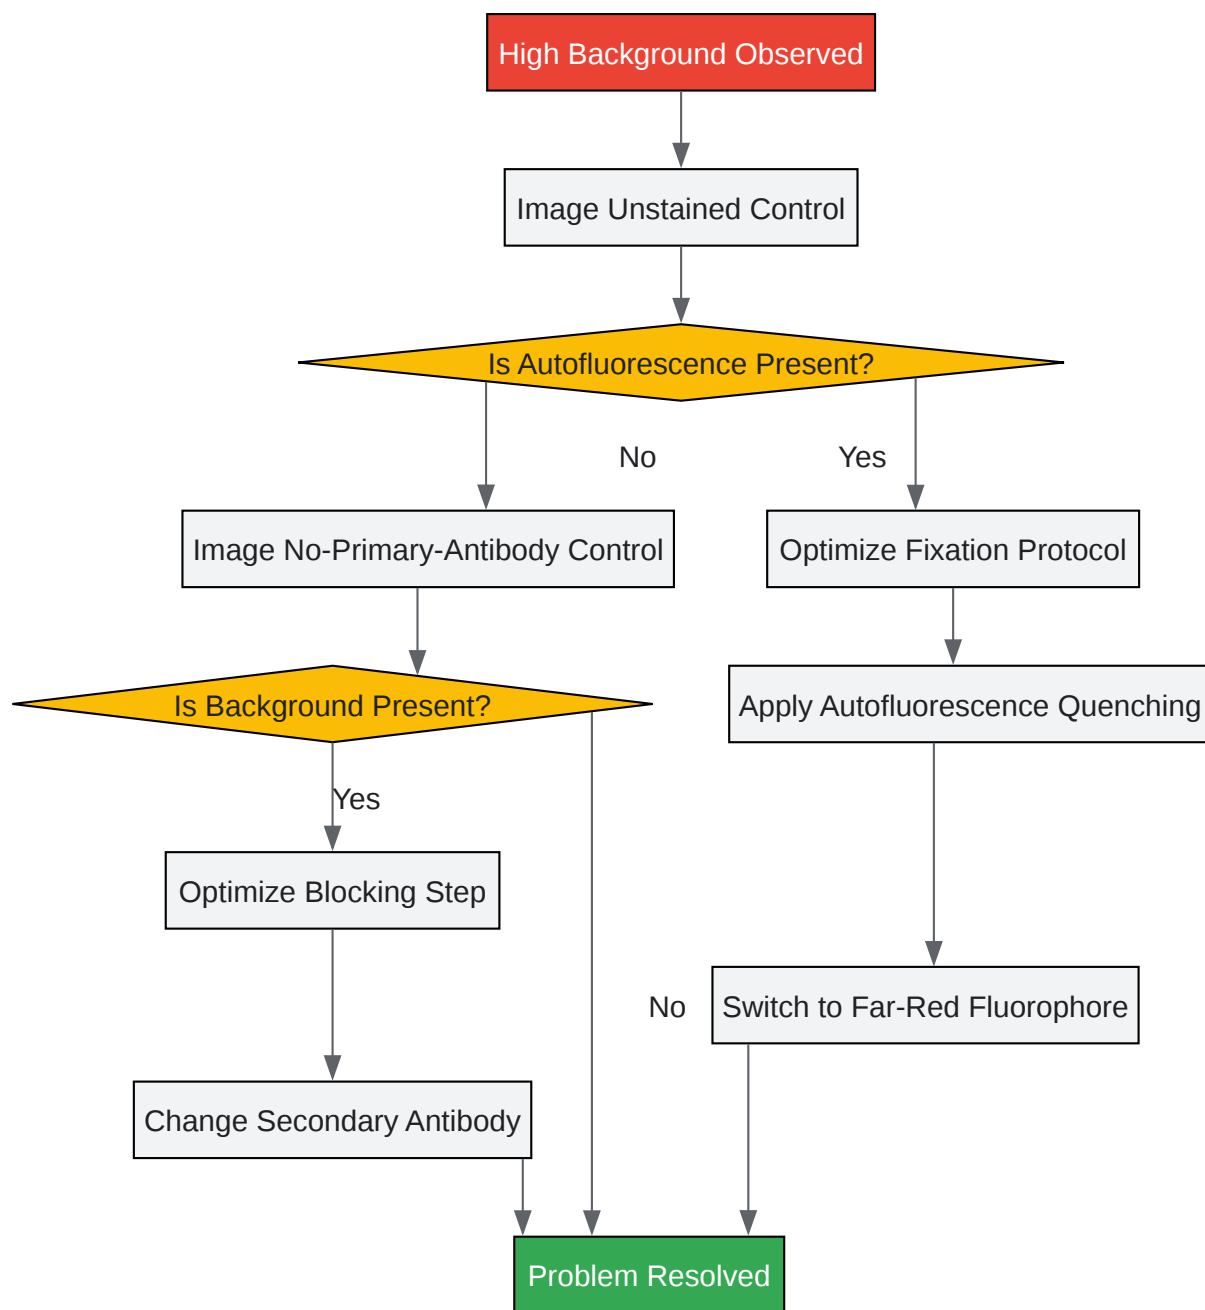 High Background Observed
Image Unstained Control
Is Autofluorescence Present?
No
Yes
Image No-Primary-Antibody Control
Optimize Fixation Protocol
Is Background Present?
Apply Autofluorescence Quenching
Yes
Optimize Blocking Step
No
Switch to Far-Red Fluorophore
Change Secondary Antibody
Problem Resolved